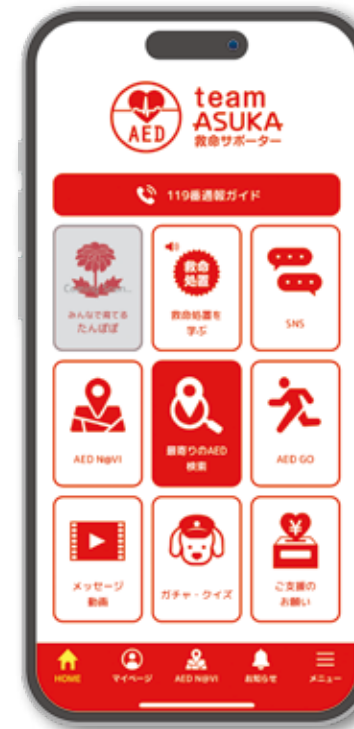 team
ASUKA
AED
救命サポーター
119番通報ガイド
みんなで育てる
たんぽぽ
救命
処置
救命処置を
学ぶ
SNS
AED N@VI
最寄りのAED
検索
AED GO
メッセージ
動画
ガチャ・クイズ
¥
ご支援の
お願い
HOME
マイページ
AED N@VI
お知らせ
メニュー